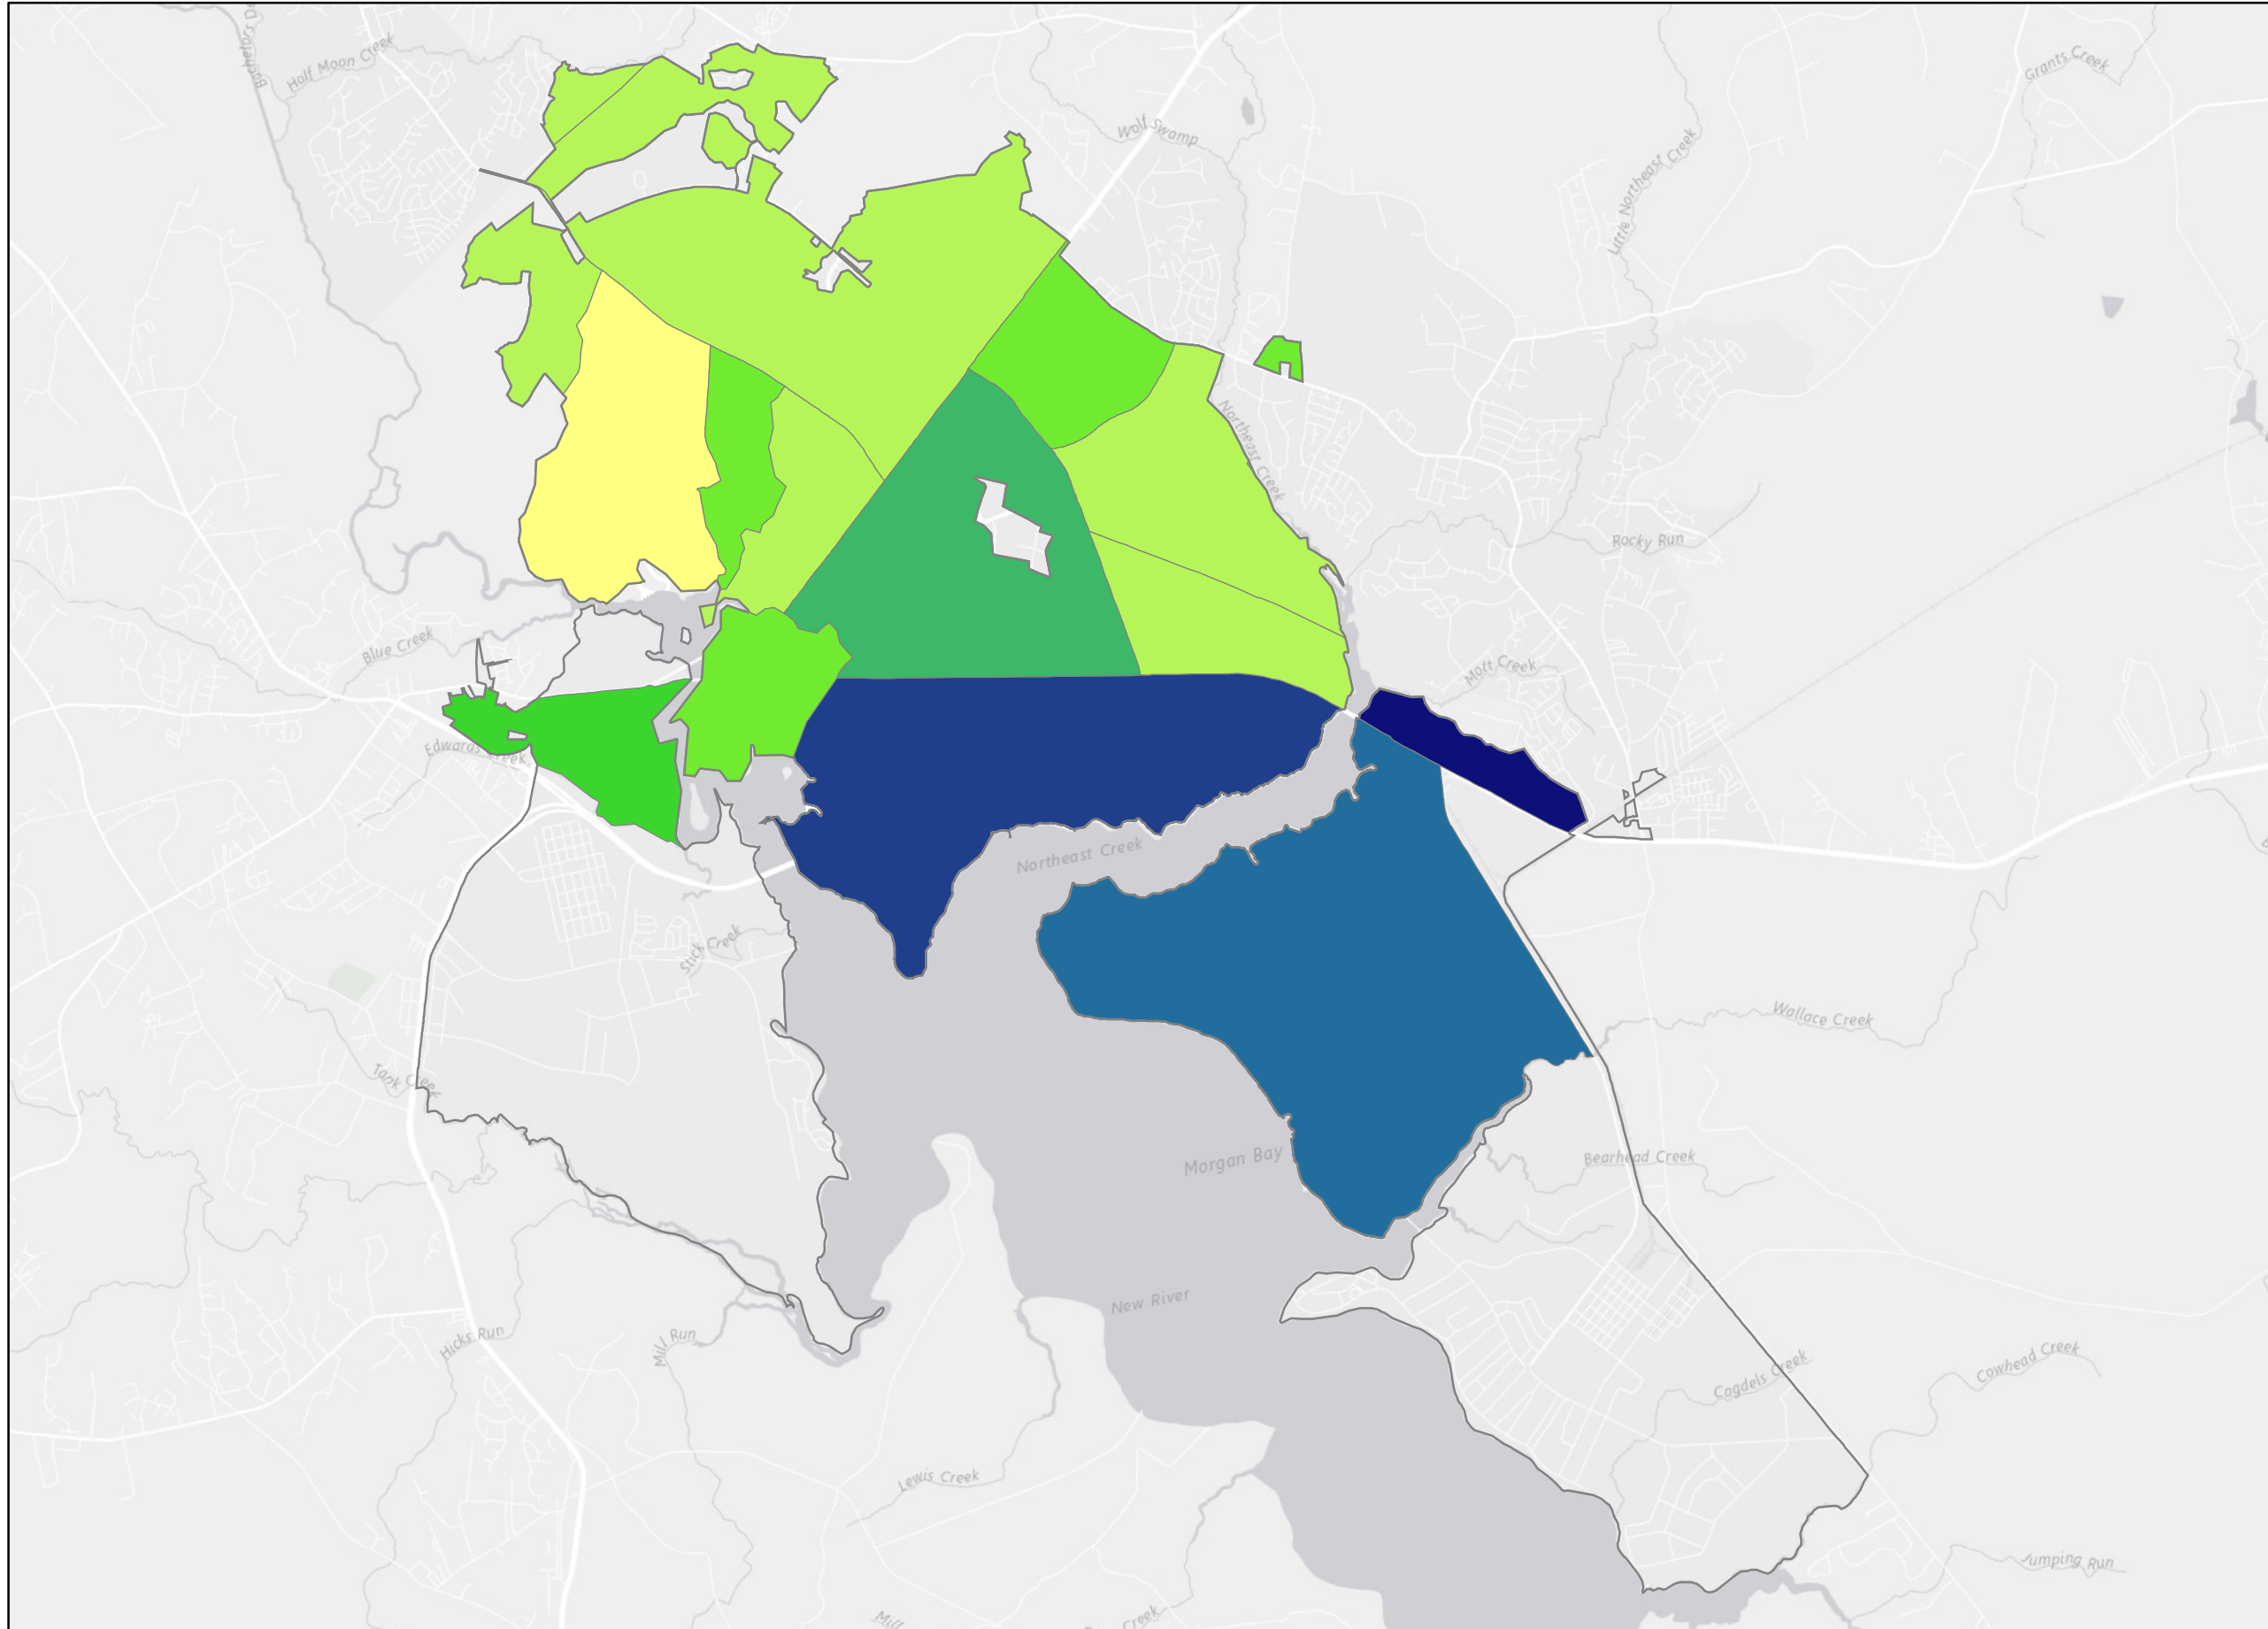 Half Moon Creek
Grants Creek
Wolf Swamp
Little Northeast Creek
Northeast Creek
Rocky Run
Blue Creek
Mott Creek
Edwards Creek
Northeast Creek
Stick Creek
Wallace Creek
Tank Creek
Morgan Bay
Bearhead Creek
New River
Hicks Run
Mill Run
Cowhead Creek
Cogdels Creek
Lewis Creek
Jumping Run
Mill
Creek